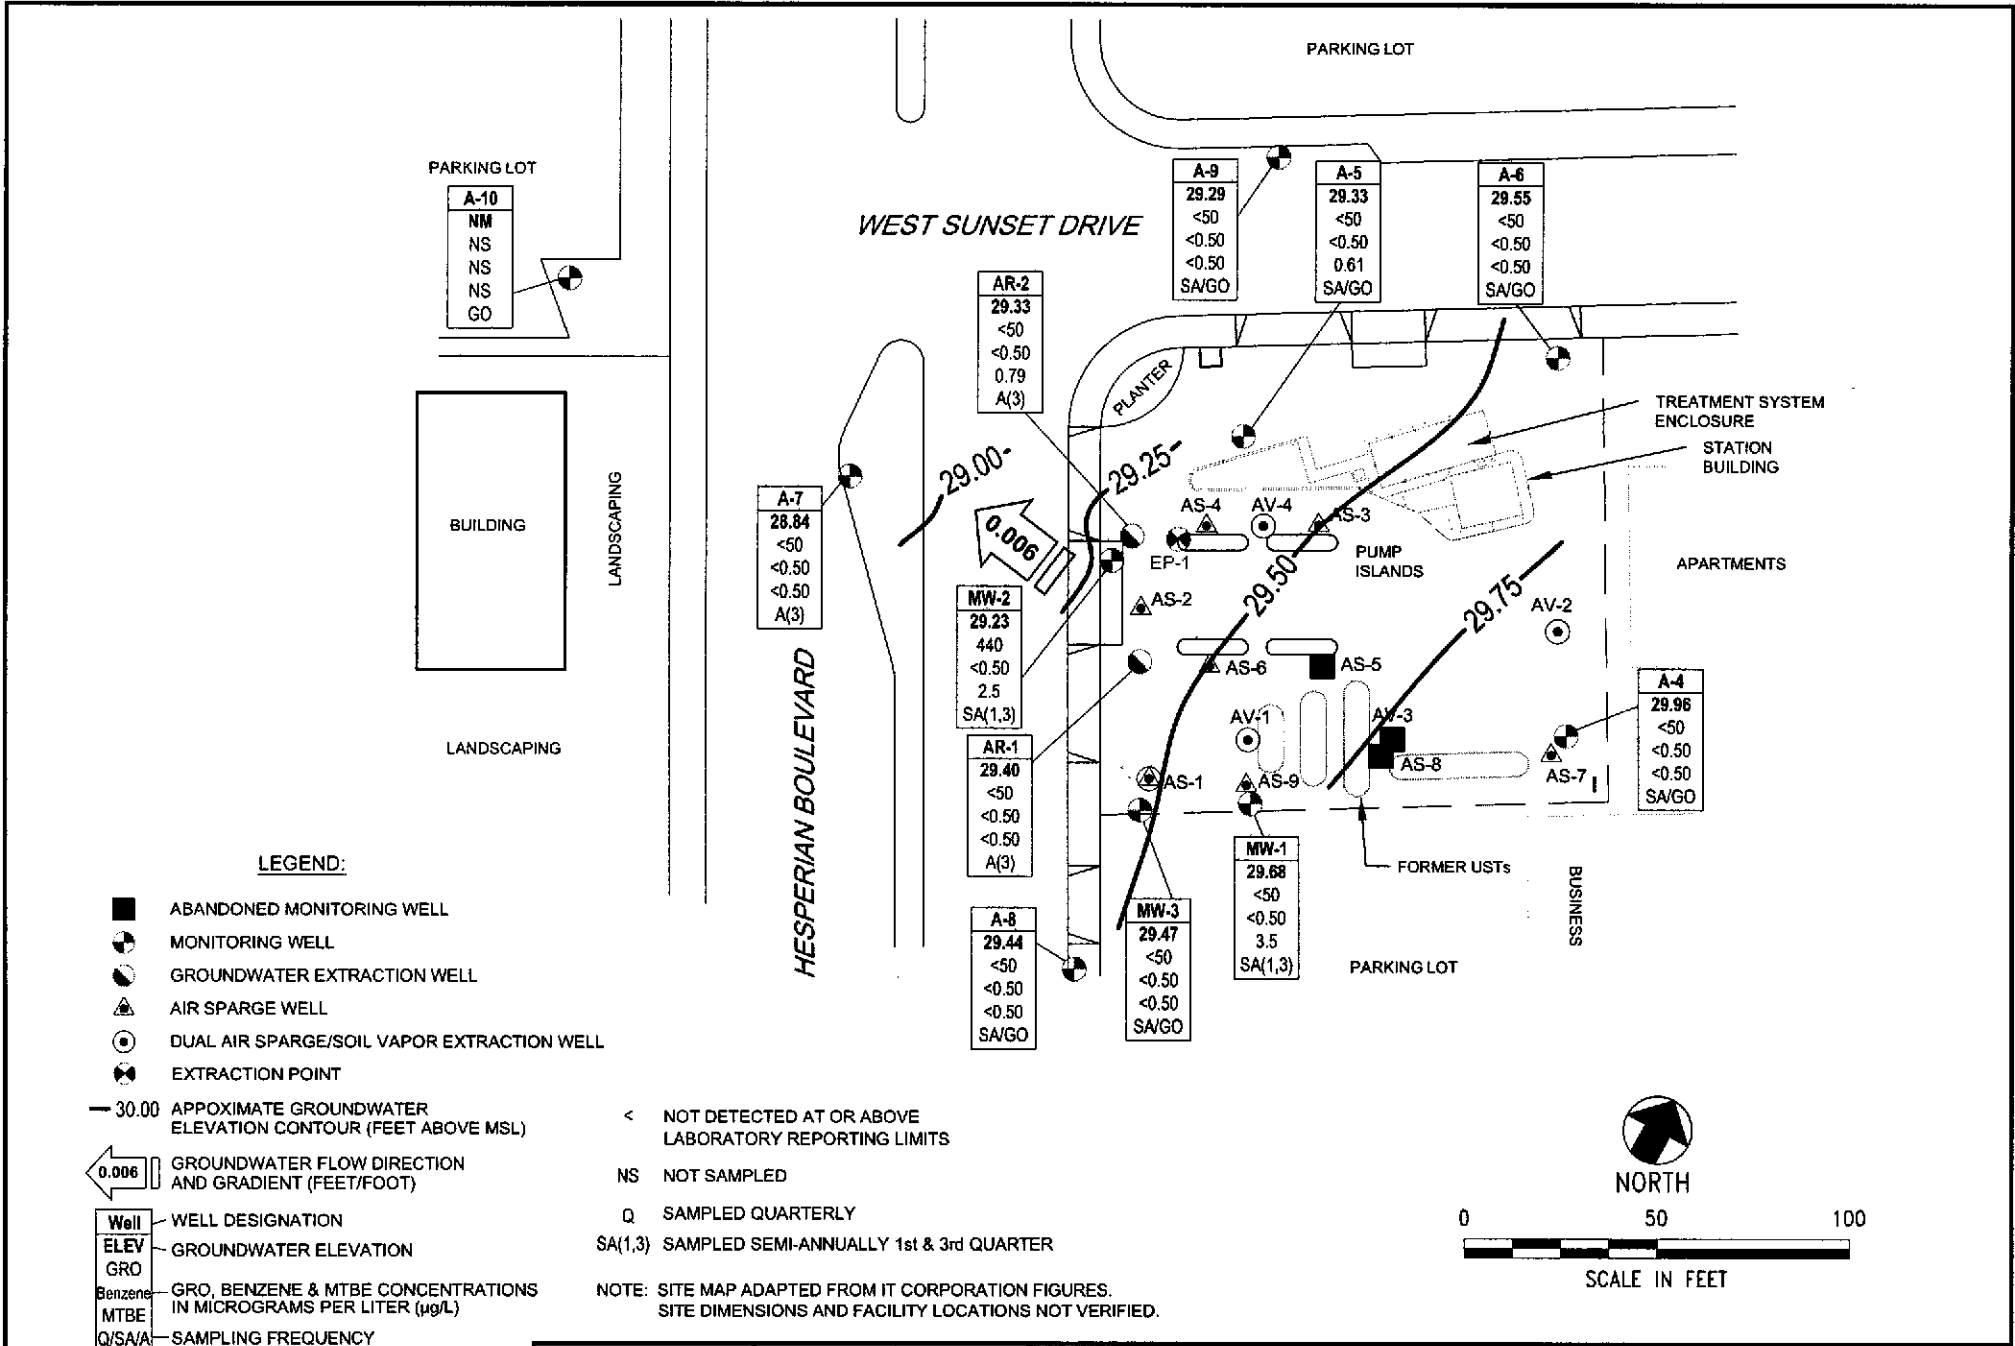 PARKING LOT
PARKING LOT
A-10
NM
NS
NS
NS
GO
WEST SUNSET DRIVE
A-9
29.29
<50
<0.50
<0.50
SA/GO
A-5
29.33
<50
<0.50
0.61
SA/GO
A-6
29.55
<50
<0.50
<0.50
SA/GO
AR-2
29.33
<50
<0.50
0.79
A(3)
PLANTER
TREATMENT SYSTEM
ENCLOSURE
STATION
BUILDING
29.00
29.25
A-7
28.84
<50
<0.50
<0.50
A(3)
BUILDING
LANDSCAPING
0.006
AS-4
AV-4
AS-3
EP-1
PUMP
ISLANDS
APARTMENTS
MW-2
29.23
440
<0.50
2.5
SA(1,3)
AS-2
29.50
29.75
AV-2
AS-6
AS-5
HESPERIAN BOULEVARD
LANDSCAPING
AR-1
29.40
<50
<0.50
<0.50
A(3)
AV-1
AV-3
A-4
29.96
<50
<0.50
<0.50
SA/GO
AS-1
AS-9
AS-8
AS-7
MW-1
29.68
<50
<0.50
3.5
SA(1,3)
FORMER USTs
BUSINESS
A-8
29.44
<50
<0.50
<0.50
SA/GO
MW-3
29.47
<50
<0.50
<0.50
SA/GO
PARKING LOT
LEGEND:
ABANDONED MONITORING WELL
MONITORING WELL
GROUNDWATER EXTRACTION WELL
AIR SPARGE WELL
DUAL AIR SPARGE/SOIL VAPOR EXTRACTION WELL
EXTRACTION POINT
30.00 APPOXIMATE GROUNDWATER
ELEVATION CONTOUR (FEET ABOVE MSL)
0.006 GROUNDWATER FLOW DIRECTION
AND GRADIENT (FEET/FOOT)
Well WELL DESIGNATION
ELEV GROUNDWATER ELEVATION
GRO
Benzene GRO, BENZENE & MTBE CONCENTRATIONS
MTBE IN MICROGRAMS PER LITER (µg/L)
Q/SA/A SAMPLING FREQUENCY
< NOT DETECTED AT OR ABOVE
LABORATORY REPORTING LIMITS
NS NOT SAMPLED
Q SAMPLED QUARTERLY
SA(1,3) SAMPLED SEMI-ANNUALLY 1st & 3rd QUARTER
NOTE: SITE MAP ADAPTED FROM IT CORPORATION FIGURES.
SITE DIMENSIONS AND FACILITY LOCATIONS NOT VERIFIED.
NORTH
0 50 100
SCALE IN FEET